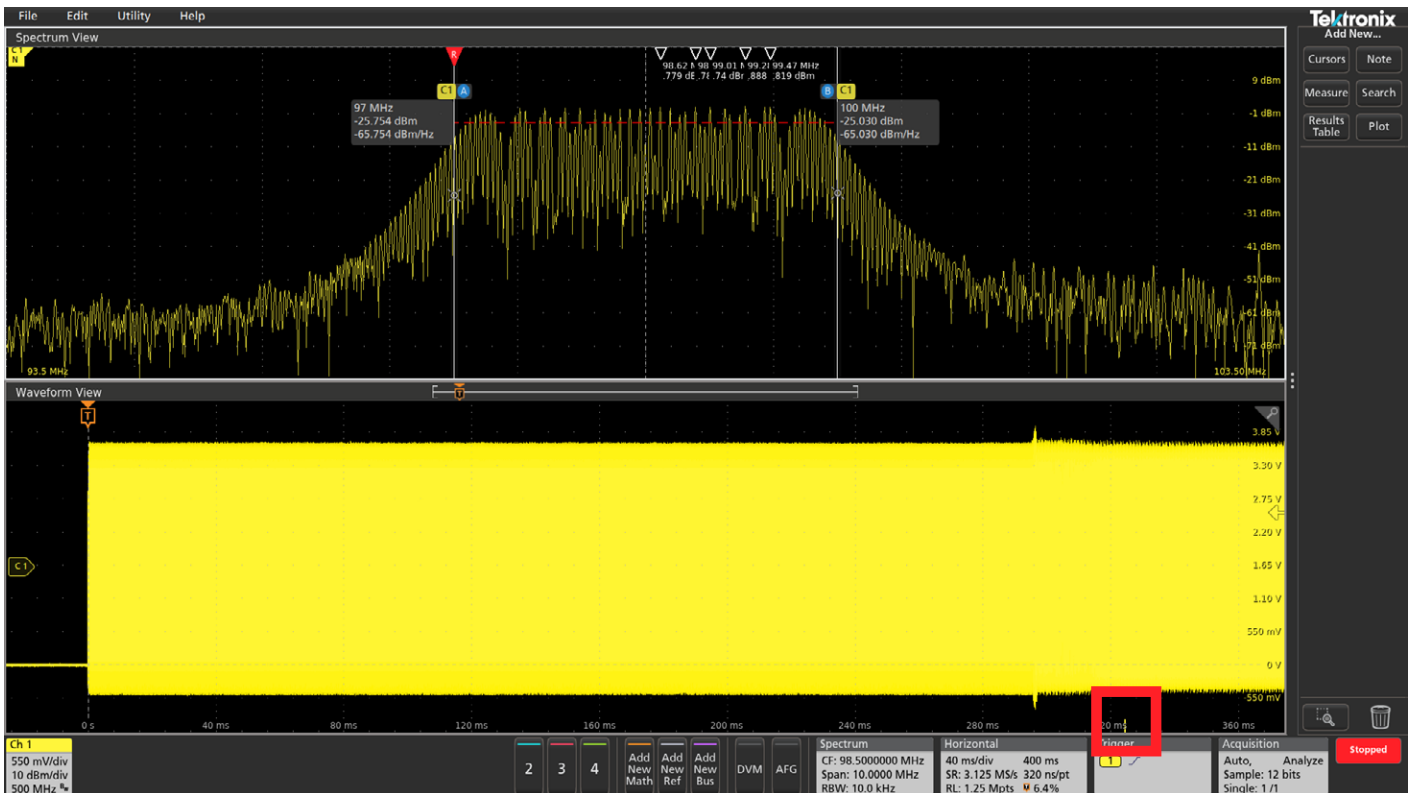 File Edit Utility Help
Tektronix
Add New...
Spectrum View
C1
N
R
98.62 99.01 99.47 MHz
.779 .74 .888 .819 dBm
9 dBm
Cursors Note
C1 A
B C1
Measure Search
97 MHz
-25.754 dBm
-65.754 dBm/Hz
100 MHz
-25.030 dBm
-65.030 dBm/Hz
-1 dBm
Results
Table
Plot
-11 dBm
-21 dBm
-31 dBm
-41 dBm
-51 dBm
-61 dBm
-71 dBm
93.5 MHz
103.50 MHz
Waveform View
T
T
3.85 V
3.30 V
2.75 V
2.20 V
C1
1.65 V
1.10 V
550 mV
0 V
-550 mV
0 s 40 ms 80 ms 120 ms 160 ms 200 ms 240 ms 280 ms 20 ms 360 ms
Ch 1
550 mV/div
10 dBm/div
500 MHz
2 3 4
Add
New
Math
Add
New
Ref
Add
New
Bus
DVM
AFG
Spectrum
CF: 98.5000000 MHz
Span: 10.0000 MHz
RBW: 10.0 kHz
Horizontal
40 ms/div 400 ms
SR: 3.125 MS/s 320 ns/pt
RL: 1.25 Mpts 6.4%
Trigger
1
Acquisition
Auto, Analyze
Sample: 12 bits
Single: 1 /1
Stopped